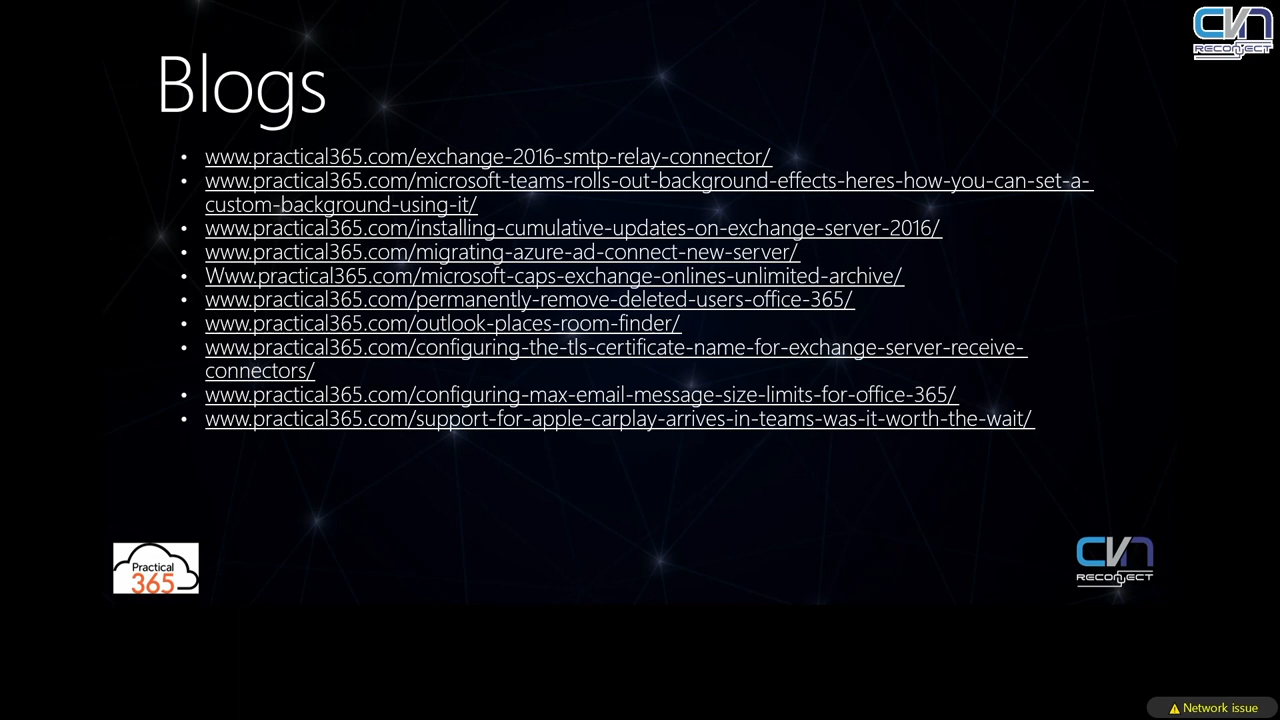 CVN
RECONJECT
Blogs
• www.practical365.com/exchange-2016-smtp-relay-connector/
• www.practical365.com/microsoft-teams-rolls-out-background-effects-heres-how-you-can-set-a-
custom-background-using-it/
• www.practical365.com/installing-cumulative-updates-on-exchange-server-2016/
• www.practical365.com/migrating-azure-ad-connect-new-server/
• Www.practical365.com/microsoft-caps-exchange-onlines-unlimited-archive/
• www.practical365.com/permanently-remove-deleted-users-office-365/
• www.practical365.com/outlook-places-room-finder/
• www.practical365.com/configuring-the-tls-certificate-name-for-exchange-server-receive-
connectors/
• www.practical365.com/configuring-max-email-message-size-limits-for-office-365/
• www.practical365.com/support-for-apple-carplay-arrives-in-teams-was-it-worth-the-wait/
Practical
365
CVN
RECONJECT
Network issue